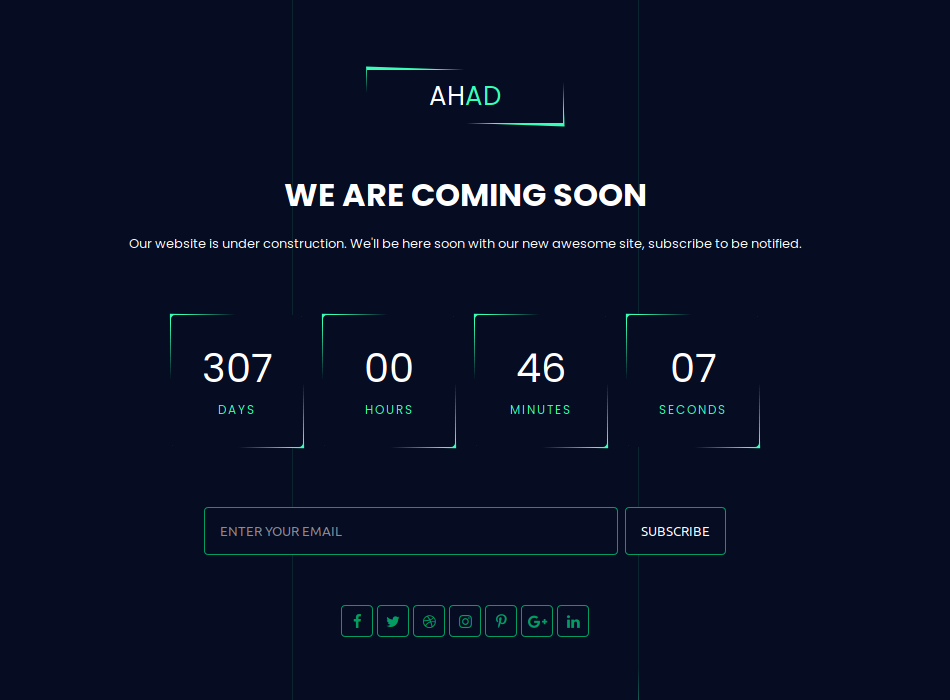 AHAD
WE ARE COMING SOON
Our website is under construction. We'll be here soon with our new awesome site, subscribe to be notified.
307 00 46 07
DAYS HOURS MINUTES SECONDS
ENTER YOUR EMAIL SUBSCRIBE